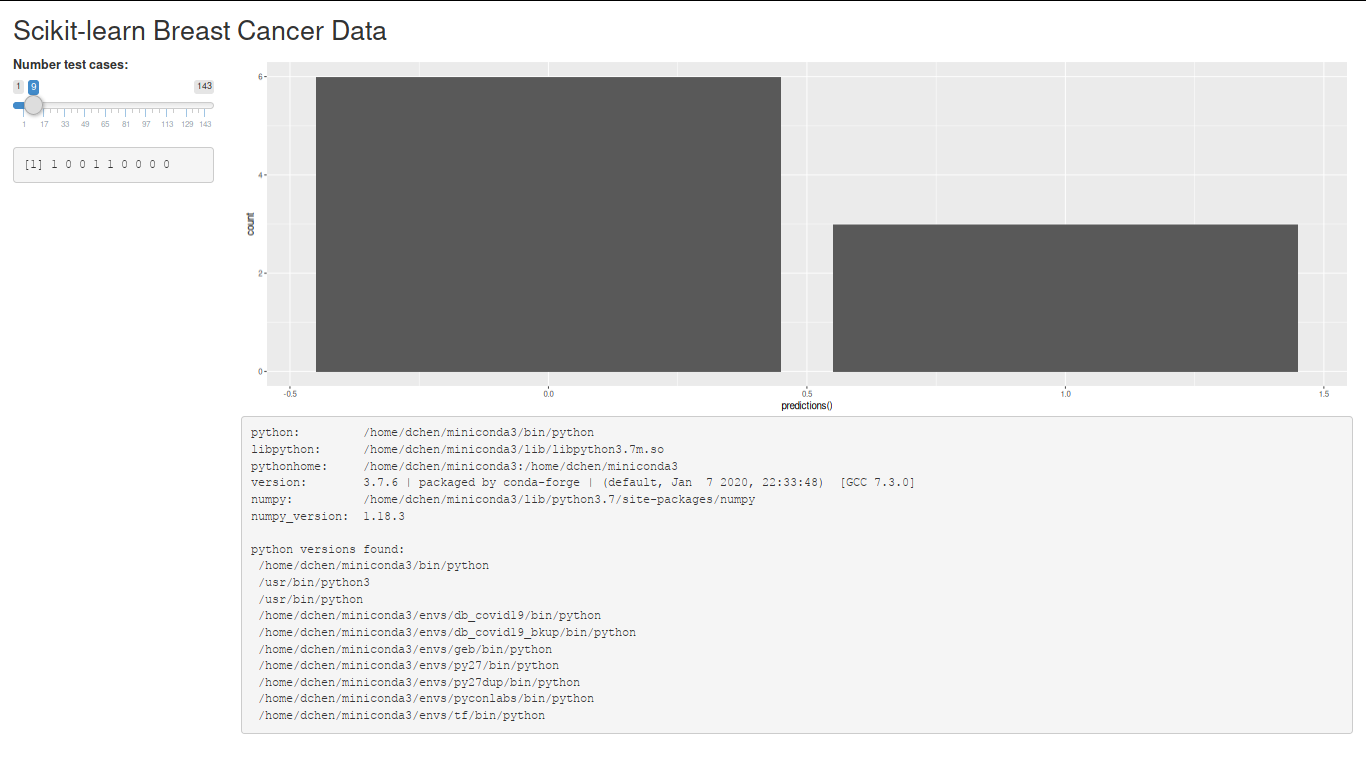 Scikit-learn Breast Cancer Data
Number test cases:
1 9 143
1 17 33 49 65 81 97 113 129 143
[1] 1 0 0 1 1 0 0 0 0
6
4
2
0
count
-0.5 0.0 0.5 1.0 1.5
predictions()
python: /home/dchen/miniconda3/bin/python
libpython: /home/dchen/miniconda3/lib/libpython3.7m.so
pythonhome: /home/dchen/miniconda3:/home/dchen/miniconda3
version: 3.7.6 | packaged by conda-forge | (default, Jan  7 2020, 22:33:48)  [GCC 7.3.0]
numpy: /home/dchen/miniconda3/lib/python3.7/site-packages/numpy
numpy_version: 1.18.3
python versions found:
/home/dchen/miniconda3/bin/python
/usr/bin/python3
/usr/bin/python
/home/dchen/miniconda3/envs/db_covid19/bin/python
/home/dchen/miniconda3/envs/db_covid19_bkup/bin/python
/home/dchen/miniconda3/envs/geb/bin/python
/home/dchen/miniconda3/envs/py27/bin/python
/home/dchen/miniconda3/envs/py27dup/bin/python
/home/dchen/miniconda3/envs/pyconlabs/bin/python
/home/dchen/miniconda3/envs/tf/bin/python